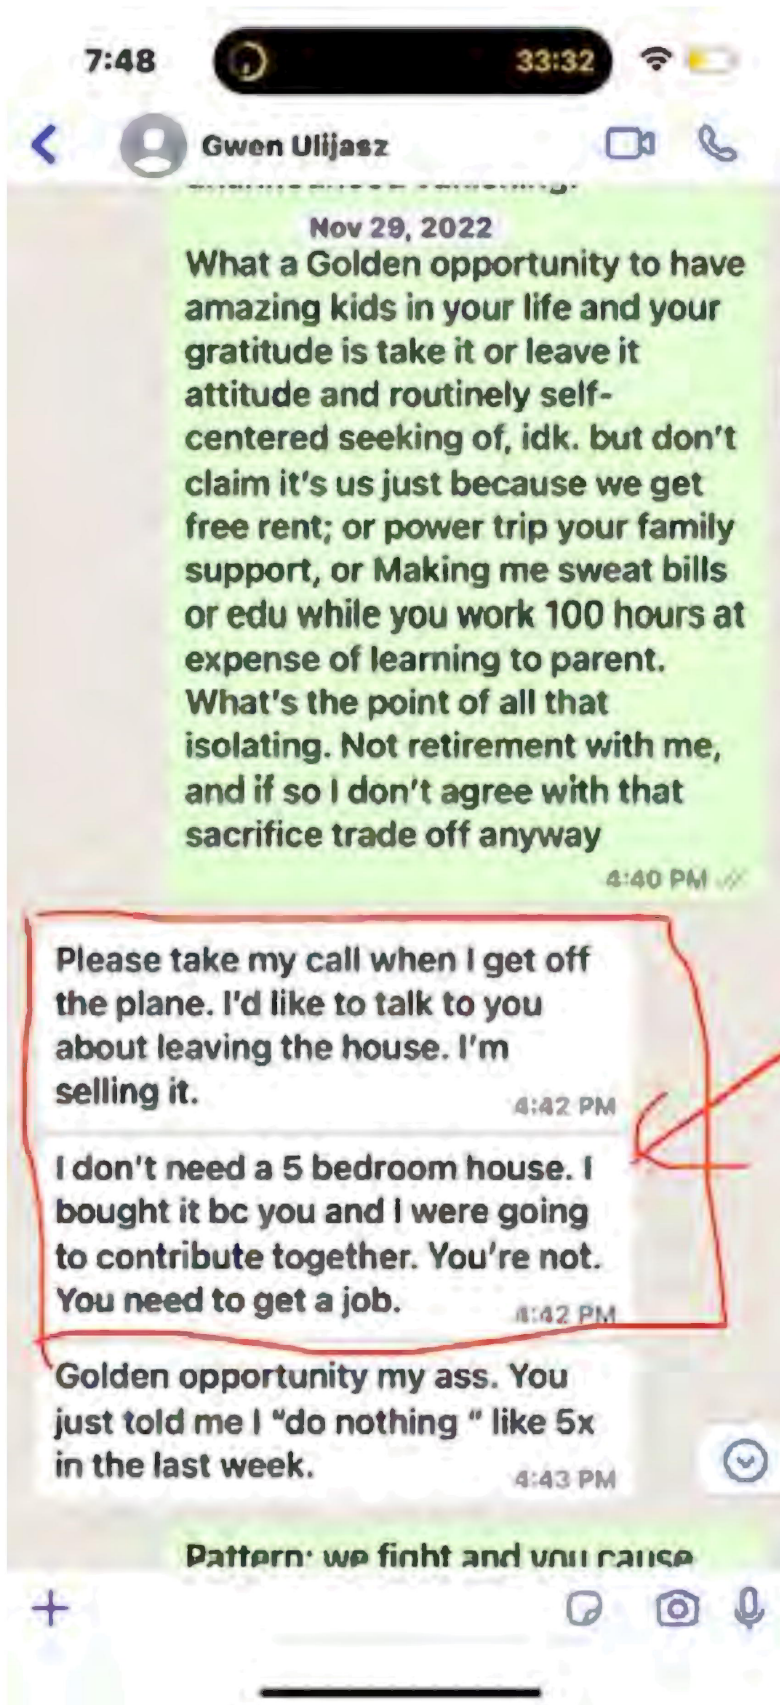 7:48
33:32
Gwen Ulijasz
Nov 29, 2022
What a Golden opportunity to have
amazing kids in your life and your
gratitude is take it or leave it
attitude and routinely self-
centered seeking of, idk. but don't
claim it's us just because we get
free rent; or power trip your family
support, or Making me sweat bills
or edu while you work 100 hours at
expense of learning to parent.
What's the point of all that
isolating. Not retirement with me,
and if so I don't agree with that
sacrifice trade off anyway
4:40 PM
Please take my call when I get off
the plane. I'd like to talk to you
about leaving the house. I'm
selling it.
4:42 PM
I don't need a 5 bedroom house. I
bought it bc you and I were going
to contribute together. You're not.
You need to get a job.
4:42 PM
Golden opportunity my ass. You
just told me I "do nothing " like 5x
in the last week.
4:43 PM
Pattern: we fight and you cause